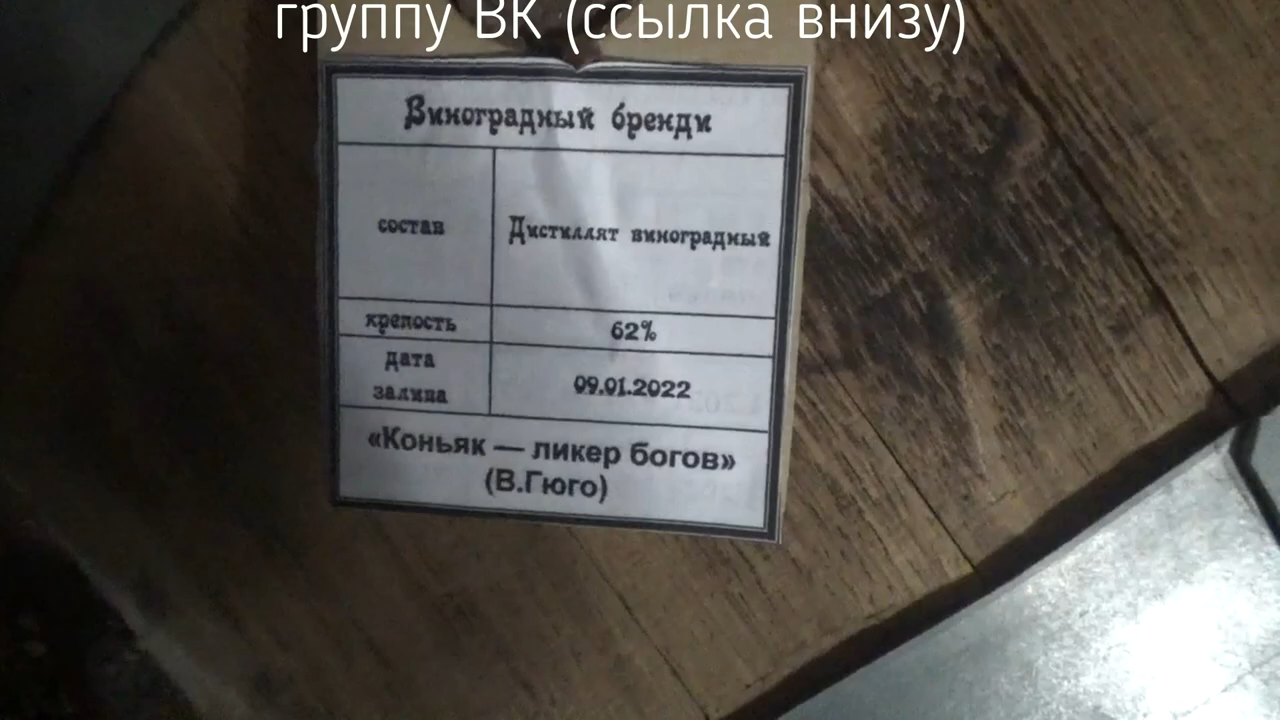 группу ВК (ссылка внизу)
Виноградный бренди
состав
Дистиллят виноградный
крепость
62%
дата
залива
09.01.2022
«Коньяк — ликер богов»
(В.Гюго)